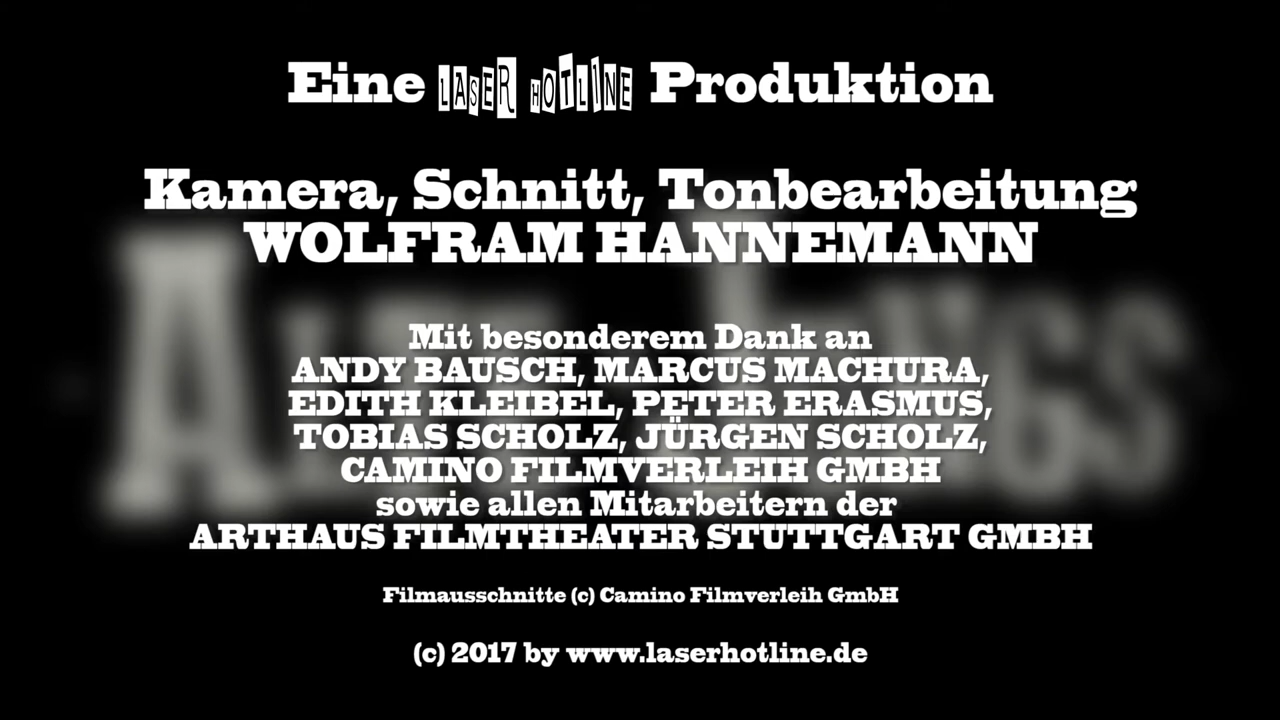 Eine LASER HOTLINE Produktion
Kamera, Schnitt, Tonbearbeitung
WOLFRAM HANNEMANN
Mit besonderem Dank an
ANDY BAUSCH, MARCUS MACHURA,
EDITH KLEIBEL, PETER ERASMUS,
TOBIAS SCHOLZ, JÜRGEN SCHOLZ,
CAMINO FILMVERLEIH GMBH
sowie allen Mitarbeitern der
ARTHAUS FILMTHEATER STUTTGART GMBH
Filmausschnitte (c) Camino Filmverleih GmbH
(c) 2017 by www.laserhotline.de